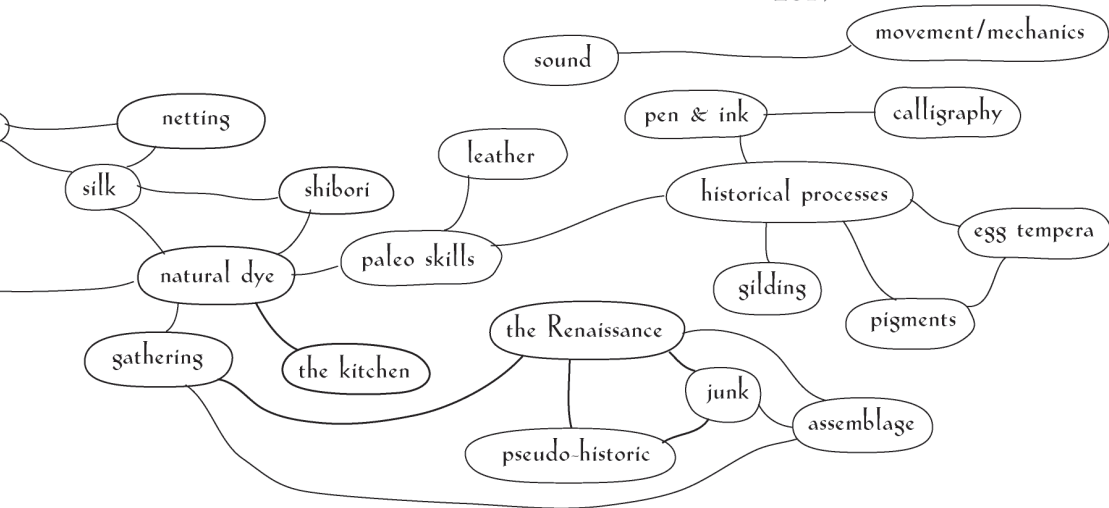 movement/mechanics
sound
pen & ink
calligraphy
netting
leather
silk
shibori
historical processes
egg tempera
paleo skills
natural dye
gilding
pigments
the Renaissance
gathering
the kitchen
junk
assemblage
pseudo-historic